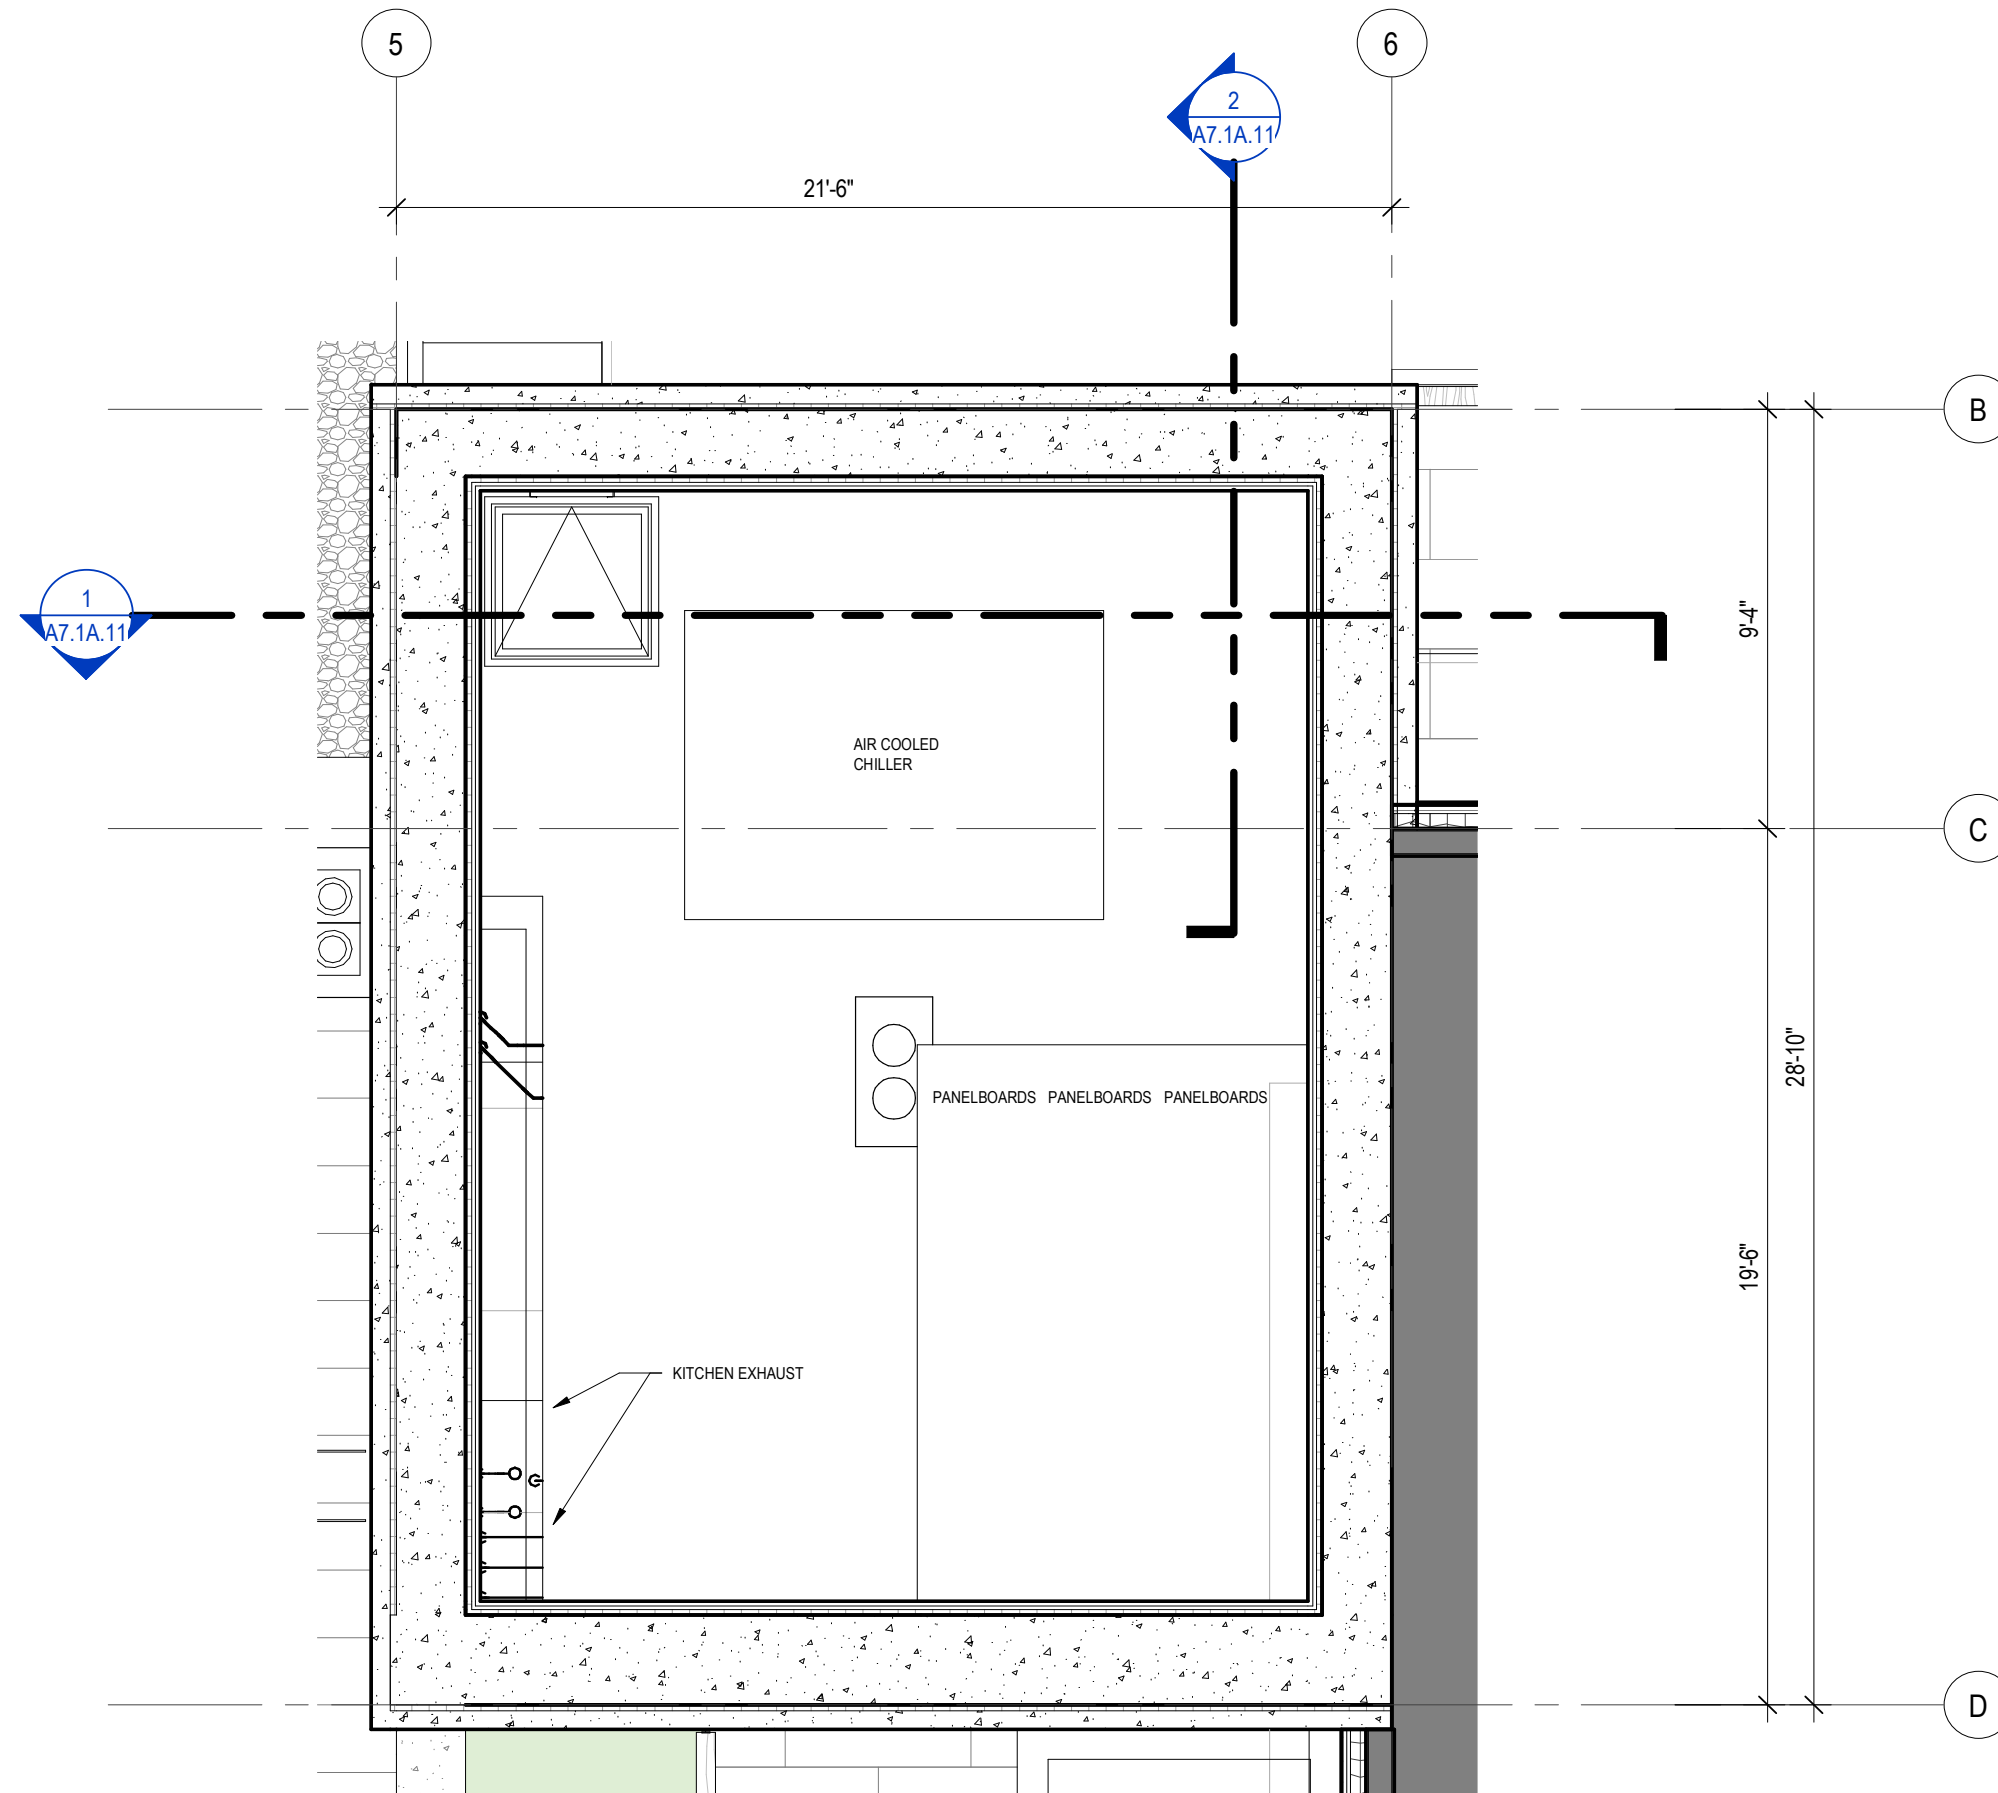 5
6
2
A7.1A.11
21'-6"
B
1
A7.1A.11
9'-4"
AIR COOLED
CHILLER
C
28'-10"
PANELBOARDS PANELBOARDS PANELBOARDS
19'-6"
KITCHEN EXHAUST
D